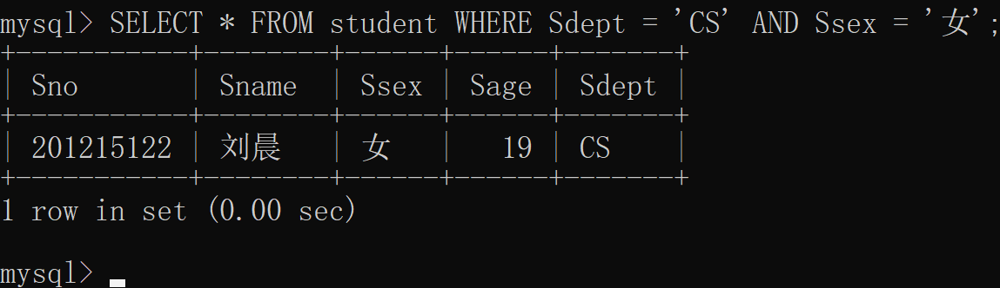 mysql> SELECT * FROM student WHERE Sdept = 'CS' AND Ssex = '女';
+-----------+--------+------+------+-------+
| Sno       | Sname  | Ssex | Sage | Sdept |
+-----------+--------+------+------+-------+
| 201215122 | 刘晨   | 女   |   19 | CS    |
+-----------+--------+------+------+-------+
1 row in set (0.00 sec)
mysql>